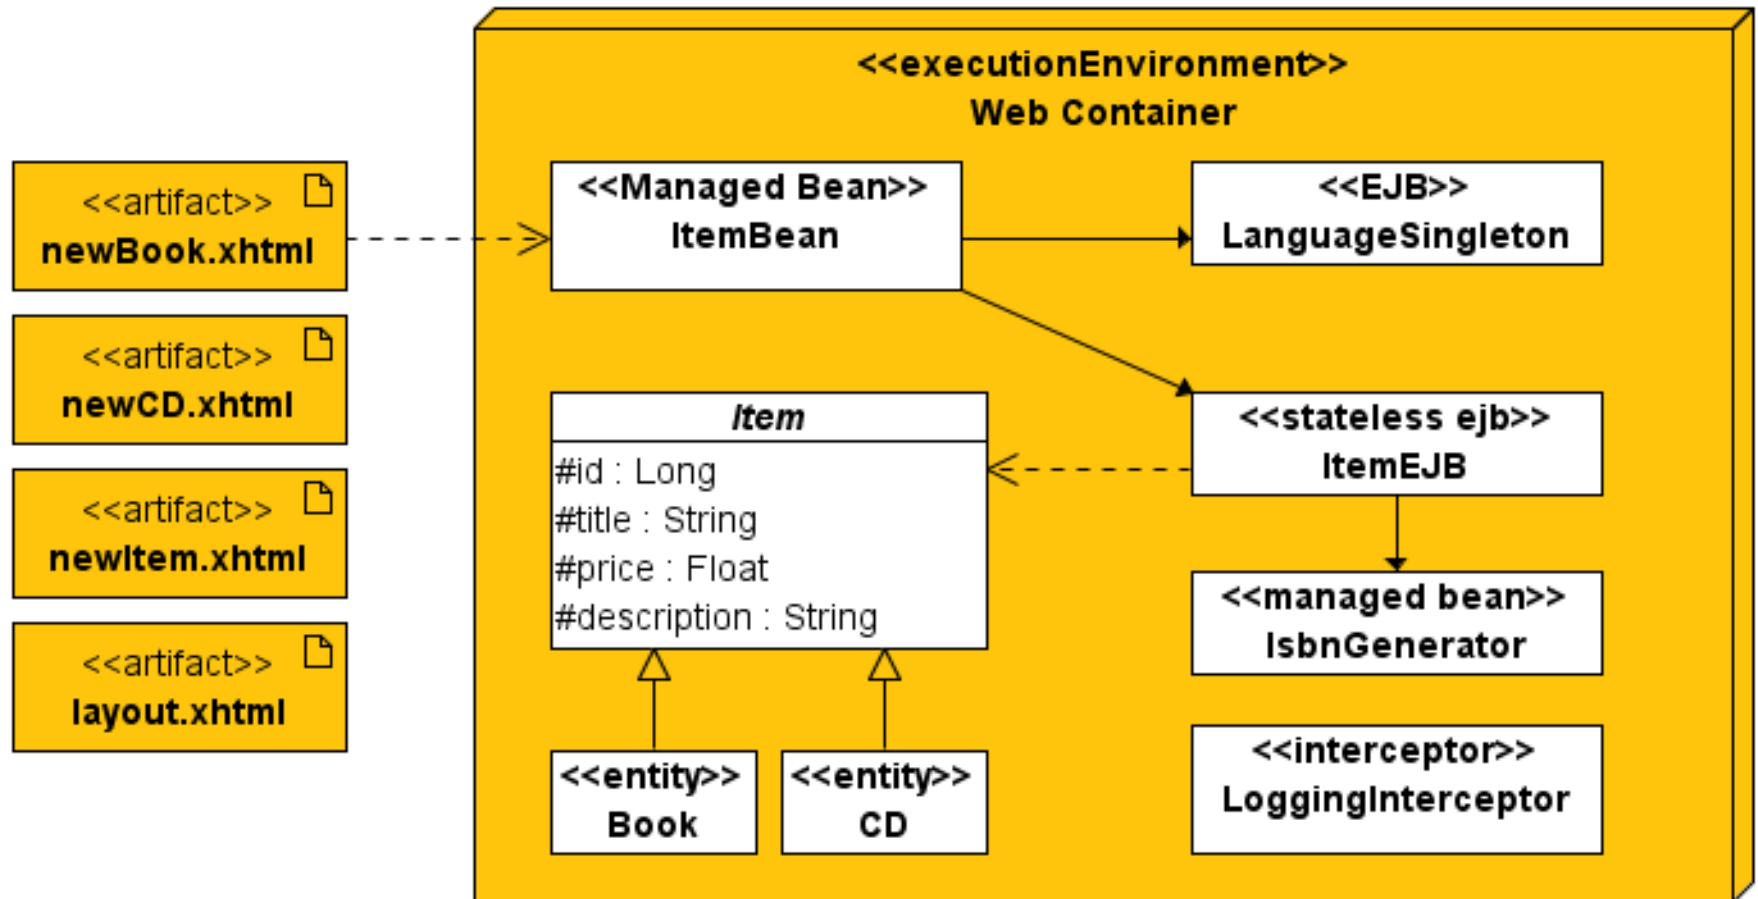 <<executionEnvironment>>
Web Container
<<artifact>>
newBook.xhtml
<<artifact>>
newCD.xhtml
<<artifact>>
newItem.xhtml
<<artifact>>
layout.xhtml
<<Managed Bean>>
ItemBean
<<EJB>>
LanguageSingleton
Item
#id : Long
#title : String
#price : Float
#description : String
<<stateless ejb>>
ItemEJB
<<managed bean>>
IsbnGenerator
<<entity>>
Book
<<entity>>
CD
<<interceptor>>
LoggingInterceptor